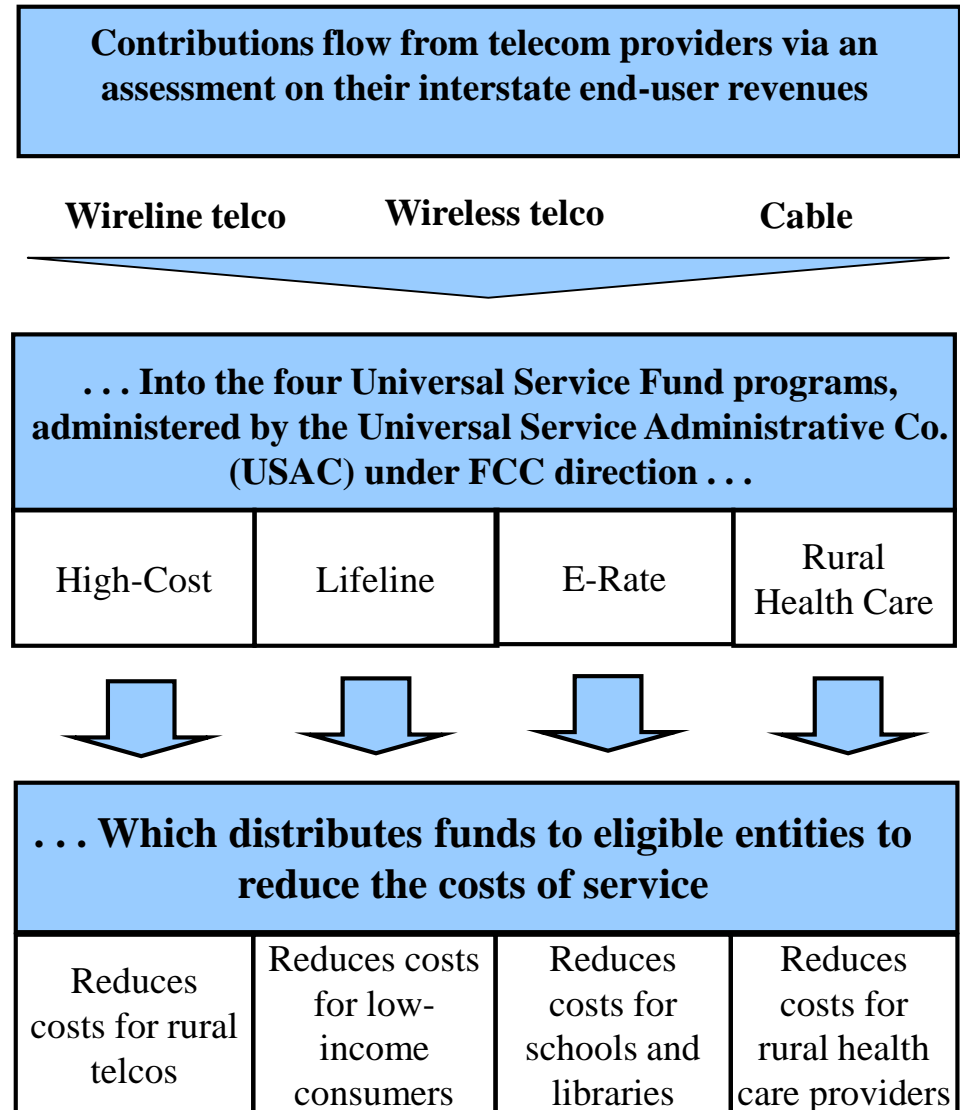 Contributions flow from telecom providers via an
assessment on their interstate end-user revenues
Wireline telco
Wireless telco
Cable
. . . Into the four Universal Service Fund programs,
administered by the Universal Service Administrative Co.
(USAC) under FCC direction . . .
High-Cost
Lifeline
E-Rate
Rural
Health Care
. . . Which distributes funds to eligible entities to
reduce the costs of service
Reduces
costs for rural
telcos
Reduces costs
for low-
income
consumers
Reduces
costs for
schools and
libraries
Reduces
costs for
rural health
care providers